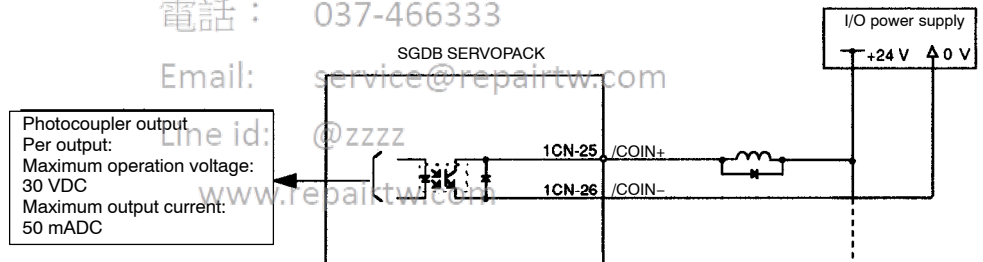 電話： 037-466333
I/O power supply
+24 V 0 V
SGDB SERVOPACK
Email: service@repairtw.com
Photocoupler output
Line id: @zzzz
Per output:
Maximum operation voltage:
30 VDC
Maximum output current:
50 mADC
1CN-25 /COIN+
1CN-26 /COIN−
www.repairtw.com